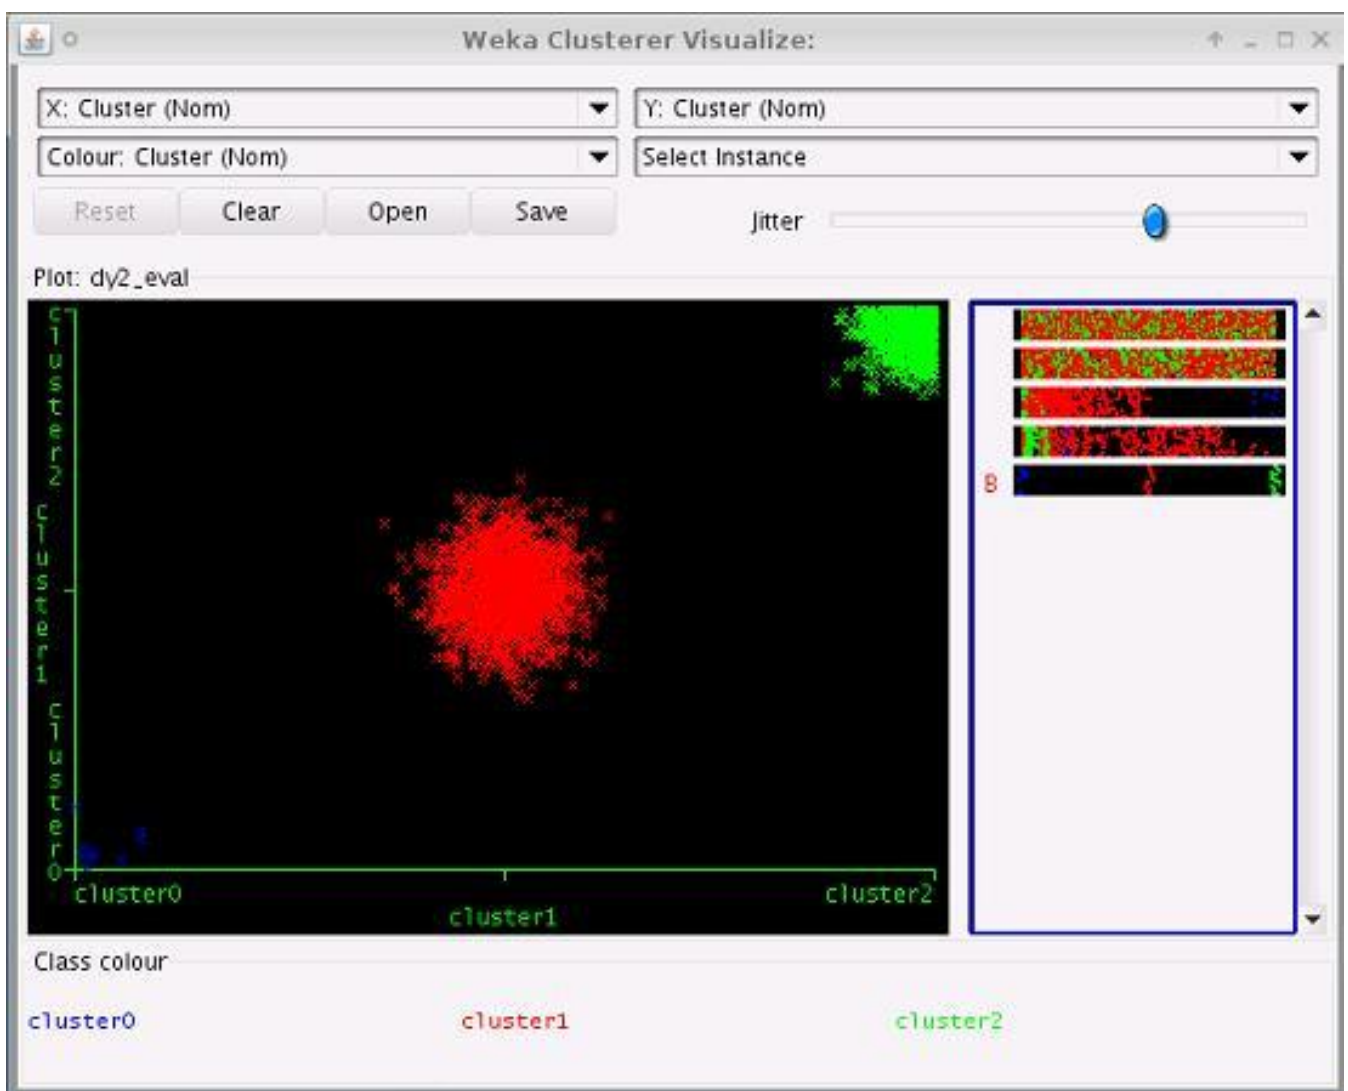 Weka Clusterer Visualize:
X: Cluster (Nom)
Y: Cluster (Nom)
Colour: Cluster (Nom)
Select Instance
Reset
Clear
Open
Save
Jitter
Plot: dy2_eval
cluster2
cluster1
cluster0
B
cluster0
cluster1
cluster2
Class colour
cluster0
cluster1
cluster2